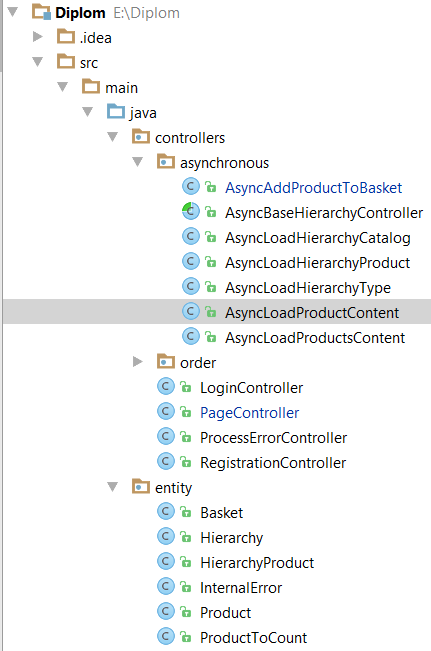 Diplom E:\Diplom
.idea
src
main
java
controllers
asynchronous
AsyncAddProductToBasket
AsyncBaseHierarchyController
AsyncLoadHierarchyCatalog
AsyncLoadHierarchyProduct
AsyncLoadHierarchyType
AsyncLoadProductContent
AsyncLoadProductsContent
order
LoginController
PageController
ProcessErrorController
RegistrationController
entity
Basket
Hierarchy
HierarchyProduct
InternalError
Product
ProductToCount